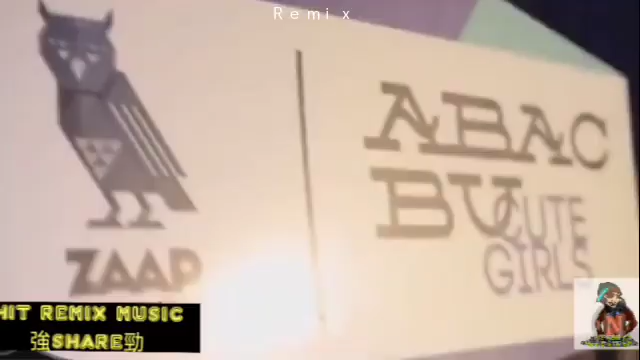 Remix
ZAAP
ABAC
BU CUTE
GIRLS
HIT REMIX MUSIC
強SHARE勁
N